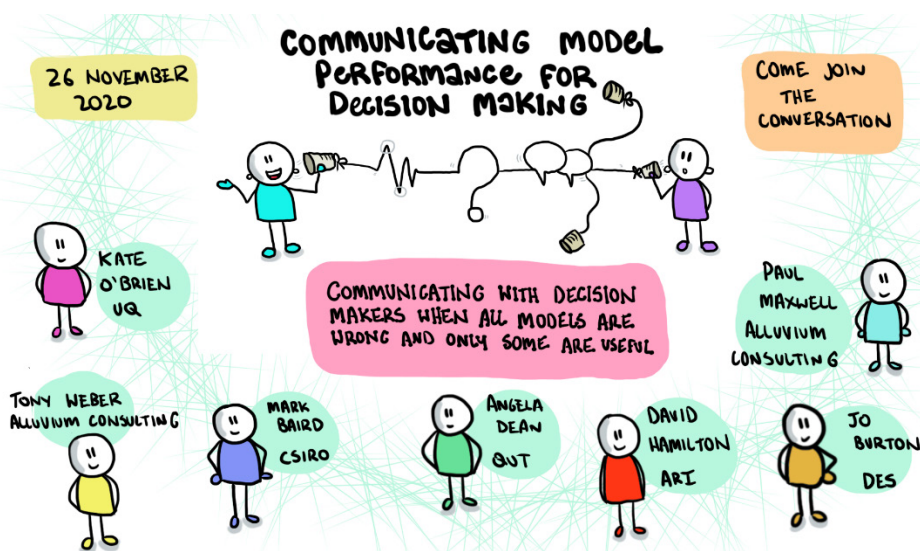 26 NOVEMBER
2020
COMMUNICATING MODEL
PERFORMANCE FOR
DECISION MAKING
COME JOIN
THE
CONVERSATION
KATE
O'BRIEN
UQ
COMMUNICATING WITH DECISION
MAKERS WHEN ALL MODELS ARE
WRONG AND ONLY SOME ARE USEFUL
PAUL
MAXWELL
ALLUVIUM
CONSULTING
TONY WEBER
ALLUVIUM CONSULTING
MARK
BAIRD
CSIRO
ANGELA
DEAN
QUT
DAVID
HAMILTON
ARI
JO
BURTON
DES